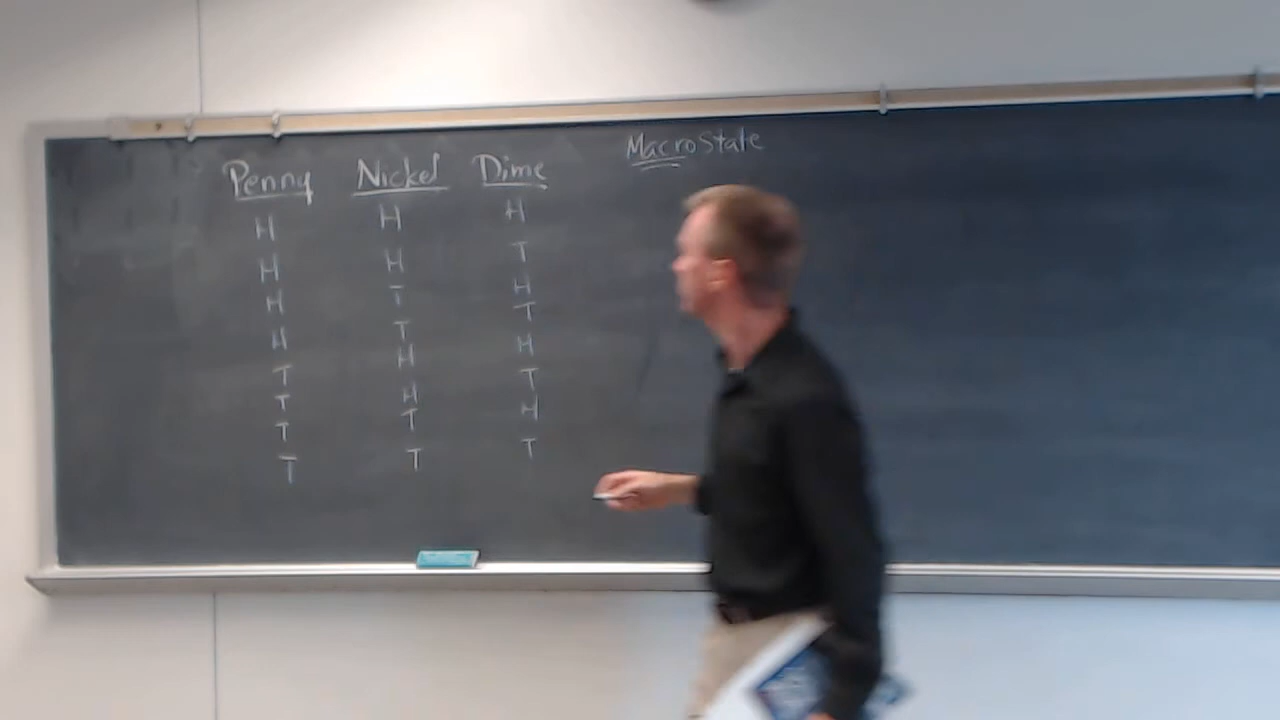 Penny Nickel Dime MacroState
H H H
H H T
H T H
H T T
T H H
T H T
T T H
T T T